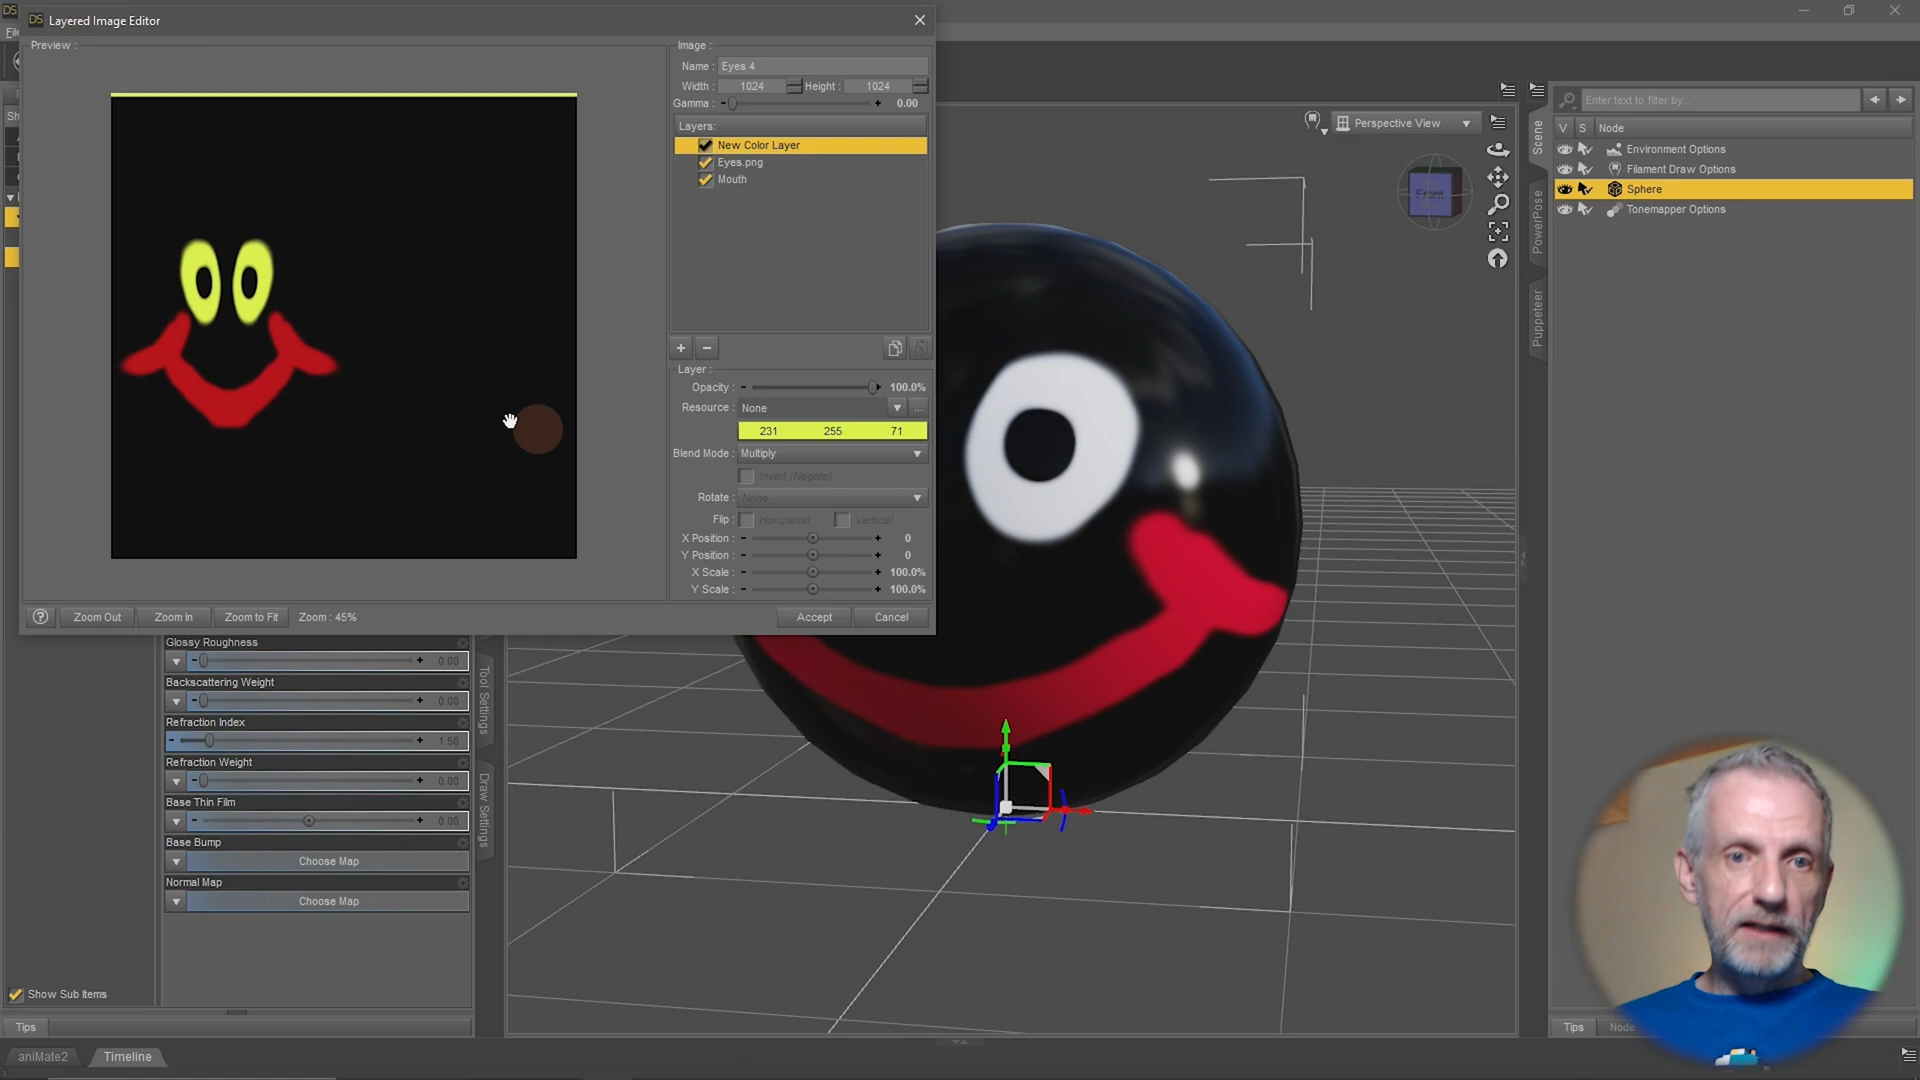 DS
Layered Image Editor
File
Preview :
Image :
Name :
Eyes 4
Width :
1024
Height :
1024
Gamma :
0.00
Layers:
New Color Layer
Eyes.png
Mouth
Layer :
Opacity :
100.0%
Resource :
None
...
231
255
71
Blend Mode :
Multiply
Invert (Negate)
Rotate :
None
Flip :
Horizontal
Vertical
X Position :
0
Y Position :
0
X Scale :
100.0%
Y Scale :
100.0%
?
Zoom Out
Zoom In
Zoom to Fit
Zoom : 45%
Accept
Cancel
Perspective View
Front
Enter text to filter by...
V
S
Node
Environment Options
Filament Draw Options
Sphere
Tonemapper Options
Scene
PowerPose
Puppeteer
Glossy Roughness
0.00
Backscattering Weight
0.00
Refraction Index
1.50
Refraction Weight
0.00
Base Thin Film
0.00
Base Bump
Choose Map
Normal Map
Choose Map
Tool Settings
Draw Settings
Show Sub Items
Tips
Tips
Node
aniMate2
Timeline